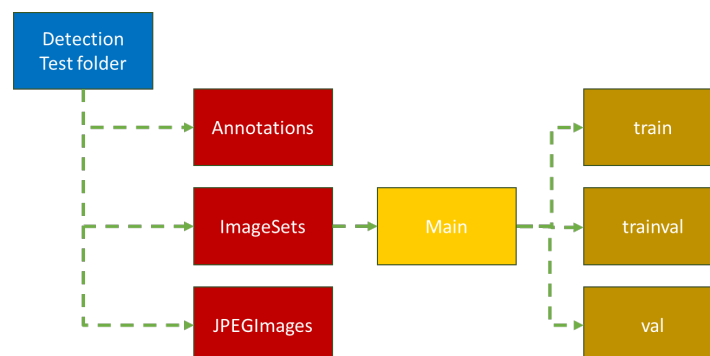 Detection
Test folder
Annotations
train
ImageSets
Main
trainval
JPEGImages
val